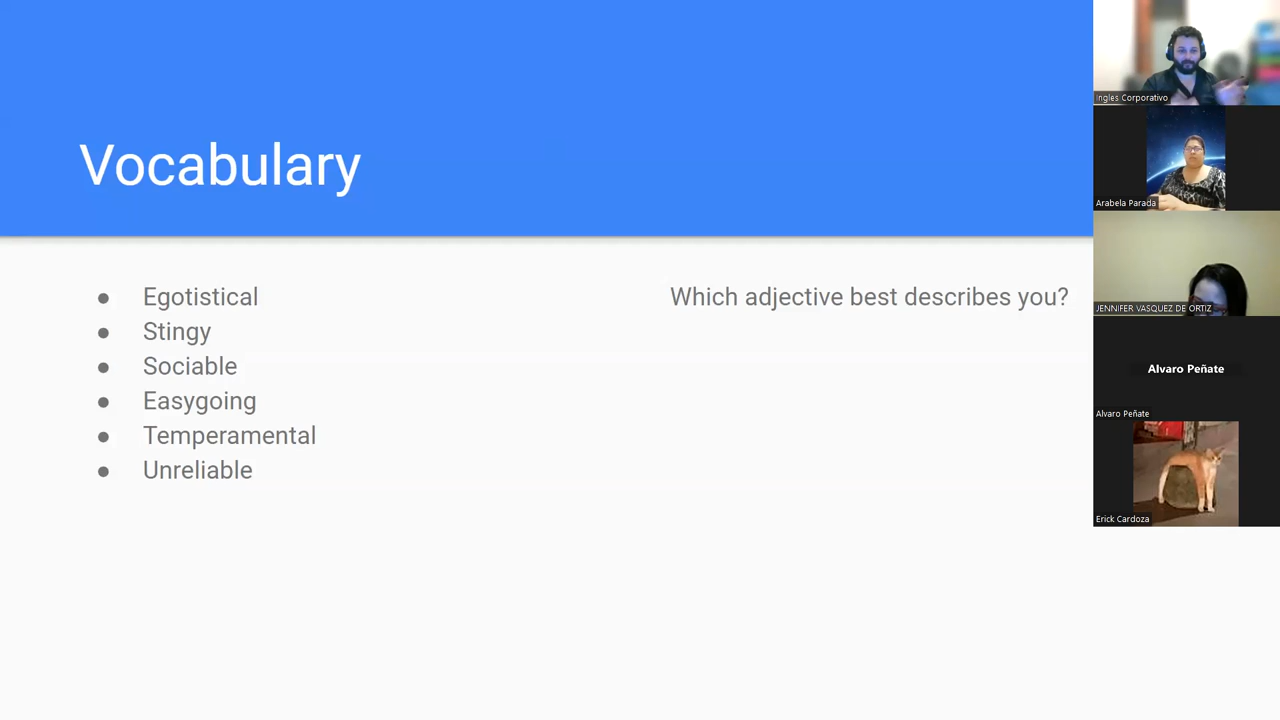 Vocabulary
Egotistical
Stingy
Sociable
Easygoing
Temperamental
Unreliable
Which adjective best describes you?
Ingles Corporativo
Arabela Parada
JENNIFER VASQUEZ DE ORTIZ
Alvaro Peñate
Alvaro Peñate
Erick Cardoza